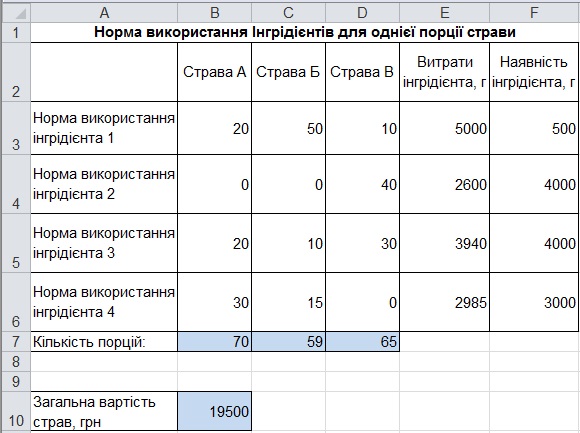 A B C D E F
1 Норма використання Інгрідієнтів для однієї порції страви
2 Страва А Страва Б Страва В Витрати інгрідієнта, г Наявність інгрідієнта, г
3 Норма використання інгрідієнта 1 20 50 10 5000 500
4 Норма використання інгрідієнта 2 0 0 40 2600 4000
5 Норма використання інгрідієнта 3 20 10 30 3940 4000
6 Норма використання інгрідієнта 4 30 15 0 2985 3000
7 Кількість порцій: 70 59 65
8
9
10 Загальна вартість страв, грн 19500